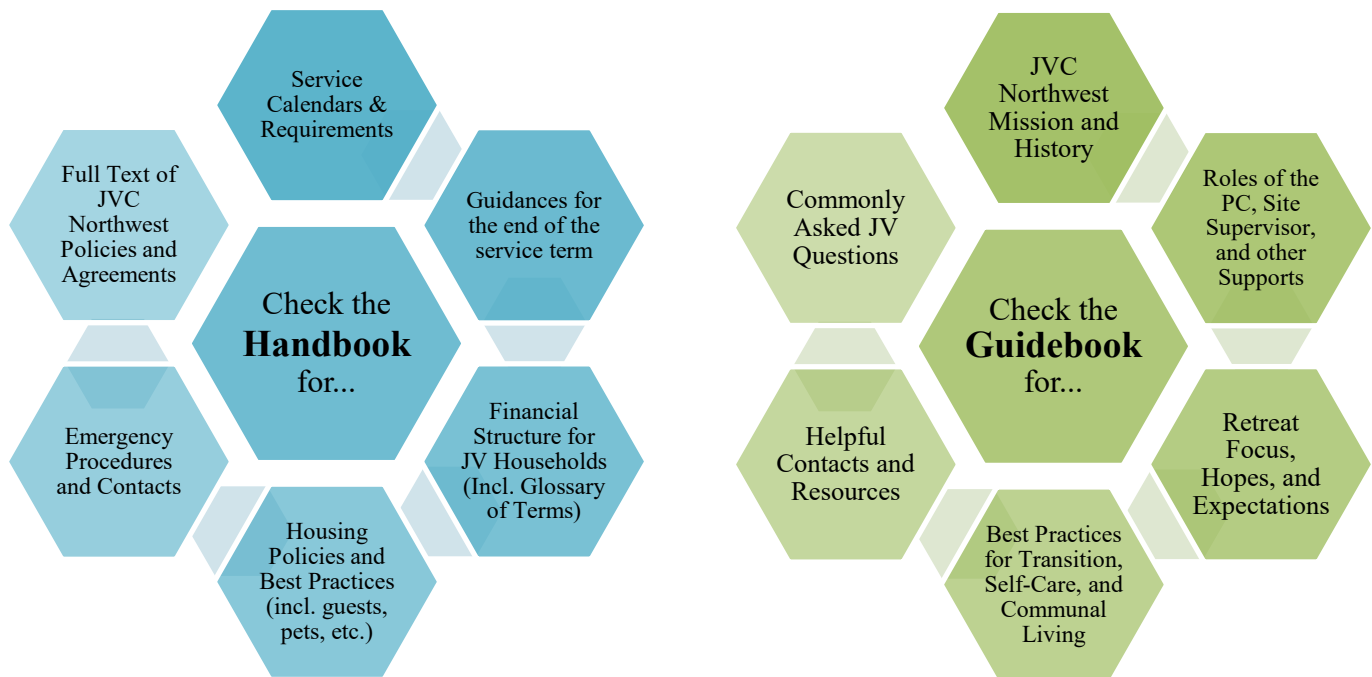 Service
Calendars &
Requirements
Full Text of
JVC
Northwest
Policies and
Agreements
Guidances for
the end of the
service term
Check the
Handbook
for...
Emergency
Procedures
and Contacts
Financial
Structure for
JV Households
(Incl. Glossary
of Terms)
Housing
Policies and
Best Practices
(incl. guests,
pets, etc.)
JVC
Northwest
Mission and
History
Commonly
Asked JV
Questions
Roles of the
PC, Site
Supervisor,
and other
Supports
Check the
Guidebook
for...
Helpful
Contacts and
Resources
Retreat
Focus,
Hopes, and
Expectations
Best Practices
for Transition,
Self-Care, and
Communal
Living